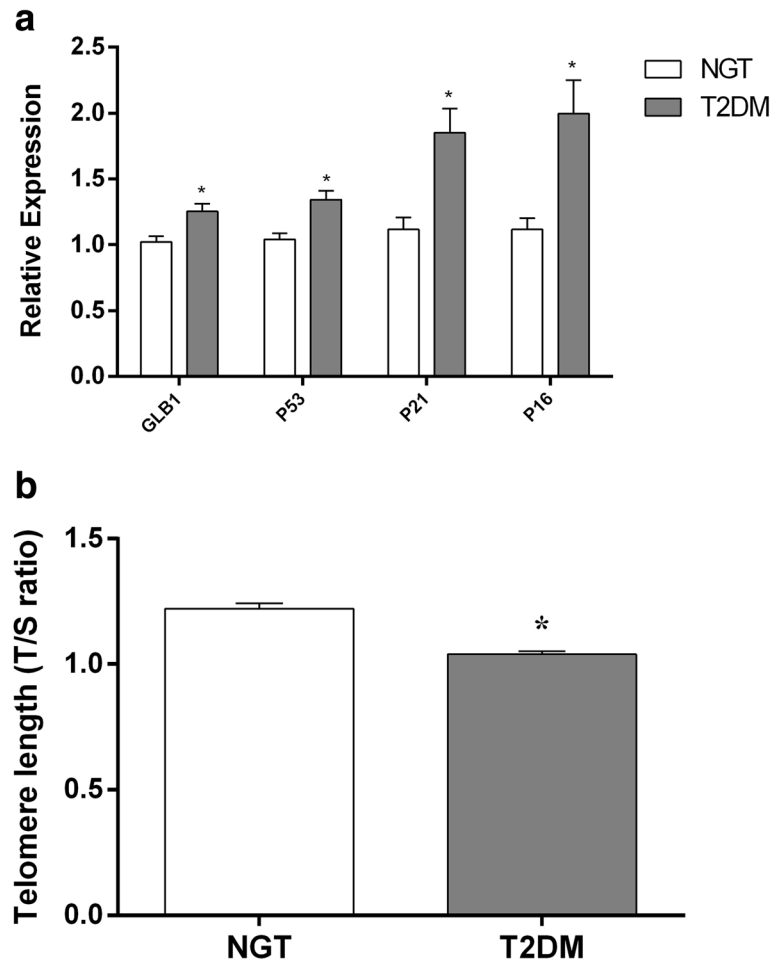 a
Relative Expression
2.5
2.0
1.5
1.0
0.5
0.0
* * * *
GLB1 P53 P21 P16
NGT
T2DM
b
Telomere length (T/S ratio)
1.5
1.0
0.5
0.0
*
NGT T2DM